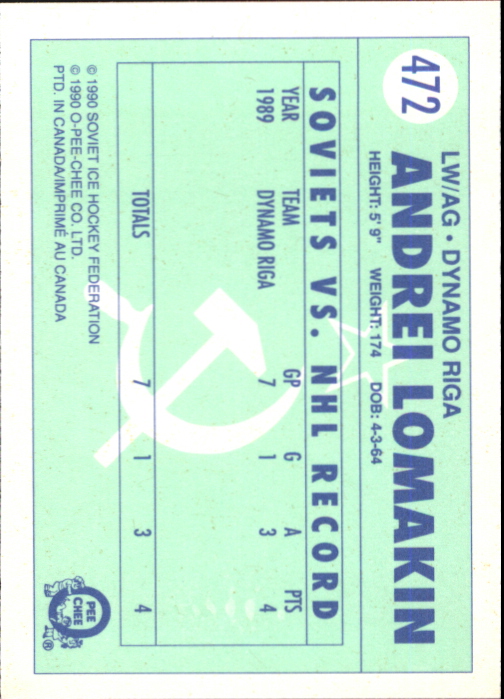 472
LW/AG • DYNAMO RIGA
ANDREI LOMAKIN
HEIGHT: 5' 9" WEIGHT: 174 DOB: 4-3-64
SOVIETS VS. NHL RECORD
YEAR TEAM GP G A PTS
1989 DYNAMO RIGA 7 1 3 4
TOTALS 7 1 3 4
© 1990 SOVIET ICE HOCKEY FEDERATION
© 1990 O-PEE-CHEE CO. LTD.
PTD. IN CANADA/IMPRIMÉ AU CANADA
O
PEE
CHEE
®